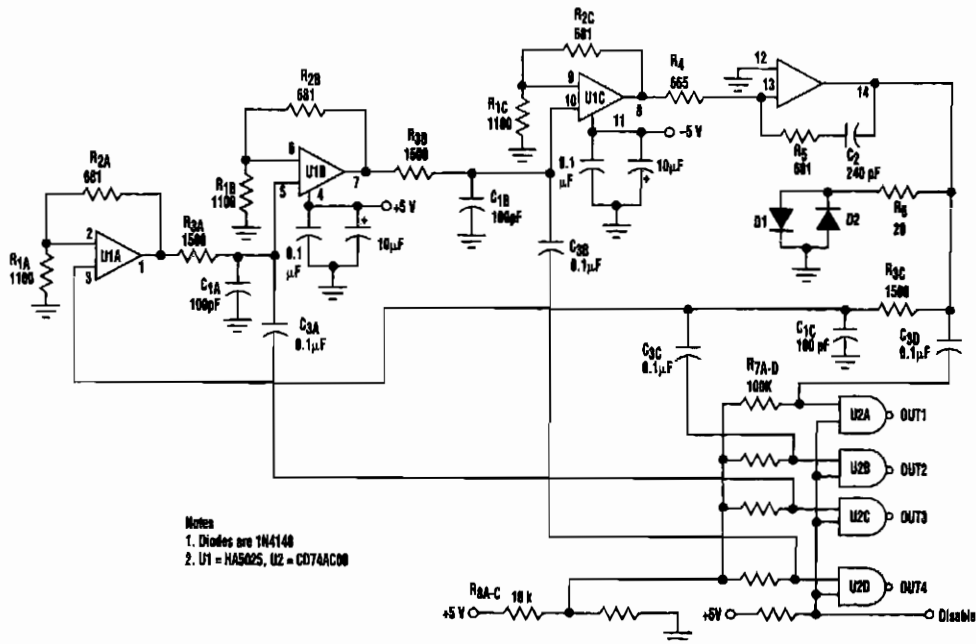 R2C
681
R2B
681
R2A
681
R1A
1100
2
3
U1A
1
R3A
1500
C1A
100pF
R1B
1100
6
5
U1B
7
4
+5 V
0.1
μF
10μF
R3B
1500
C1B
100pF
R1C
1100
9
10
U1C
8
11
-5 V
0.1
μF
10μF
R4
665
12
13
14
R5
681
C2
240 pF
D1
D2
R6
20
R3C
1500
C1C
100 pf
C3D
0.1μF
C3A
0.1μF
C3B
0.1μF
C3C
0.1μF
R7A-D
100K
U2A
OUT1
U2B
OUT2
U2C
OUT3
U2D
OUT4
Notes
1. Diodes are 1N4148
2. U1 = HA5025, U2 = CD74AC00
R8A-C
+5 V
10 k
+5V
Disable